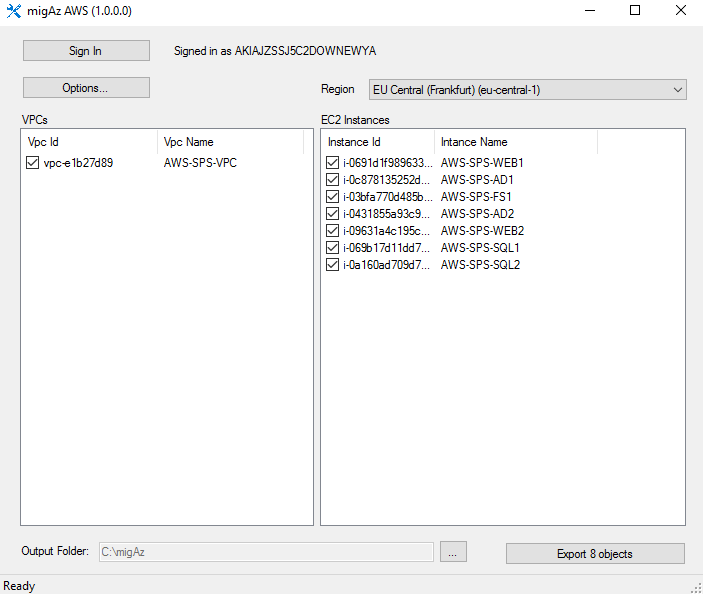 migAz AWS (1.0.0.0)
Sign In
Signed in as AKIAJZSSJ5C2DOWNEWYA
Options...
Region
EU Central (Frankfurt) (eu-central-1)
VPCs
Vpc Id Vpc Name
vpc-e1b27d89 AWS-SPS-VPC
EC2 Instances
Instance Id Intance Name
i-0691d1f989633... AWS-SPS-WEB1
i-0c878135252d... AWS-SPS-AD1
i-03bfa770d485b... AWS-SPS-FS1
i-0431855a93c9... AWS-SPS-AD2
i-09631a4c195c... AWS-SPS-WEB2
i-069b17d11dd7... AWS-SPS-SQL1
i-0a160ad709d7... AWS-SPS-SQL2
Output Folder: C:\migAz ... Export 8 objects
Ready